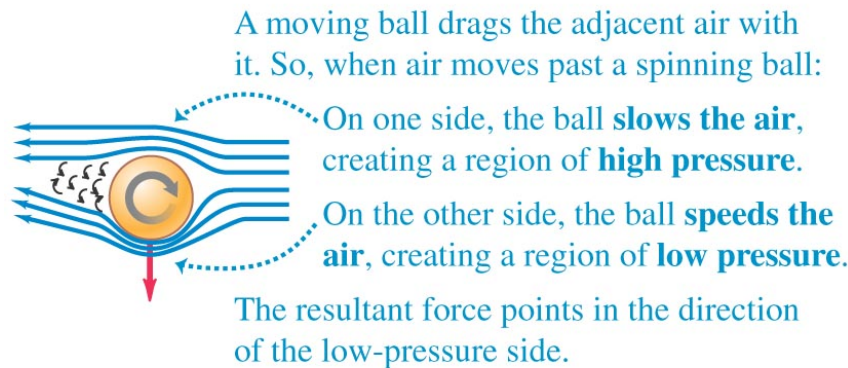 A moving ball drags the adjacent air with
it. So, when air moves past a spinning ball:
On one side, the ball slows the air,
creating a region of high pressure.
On the other side, the ball speeds the
air, creating a region of low pressure.
The resultant force points in the direction
of the low-pressure side.